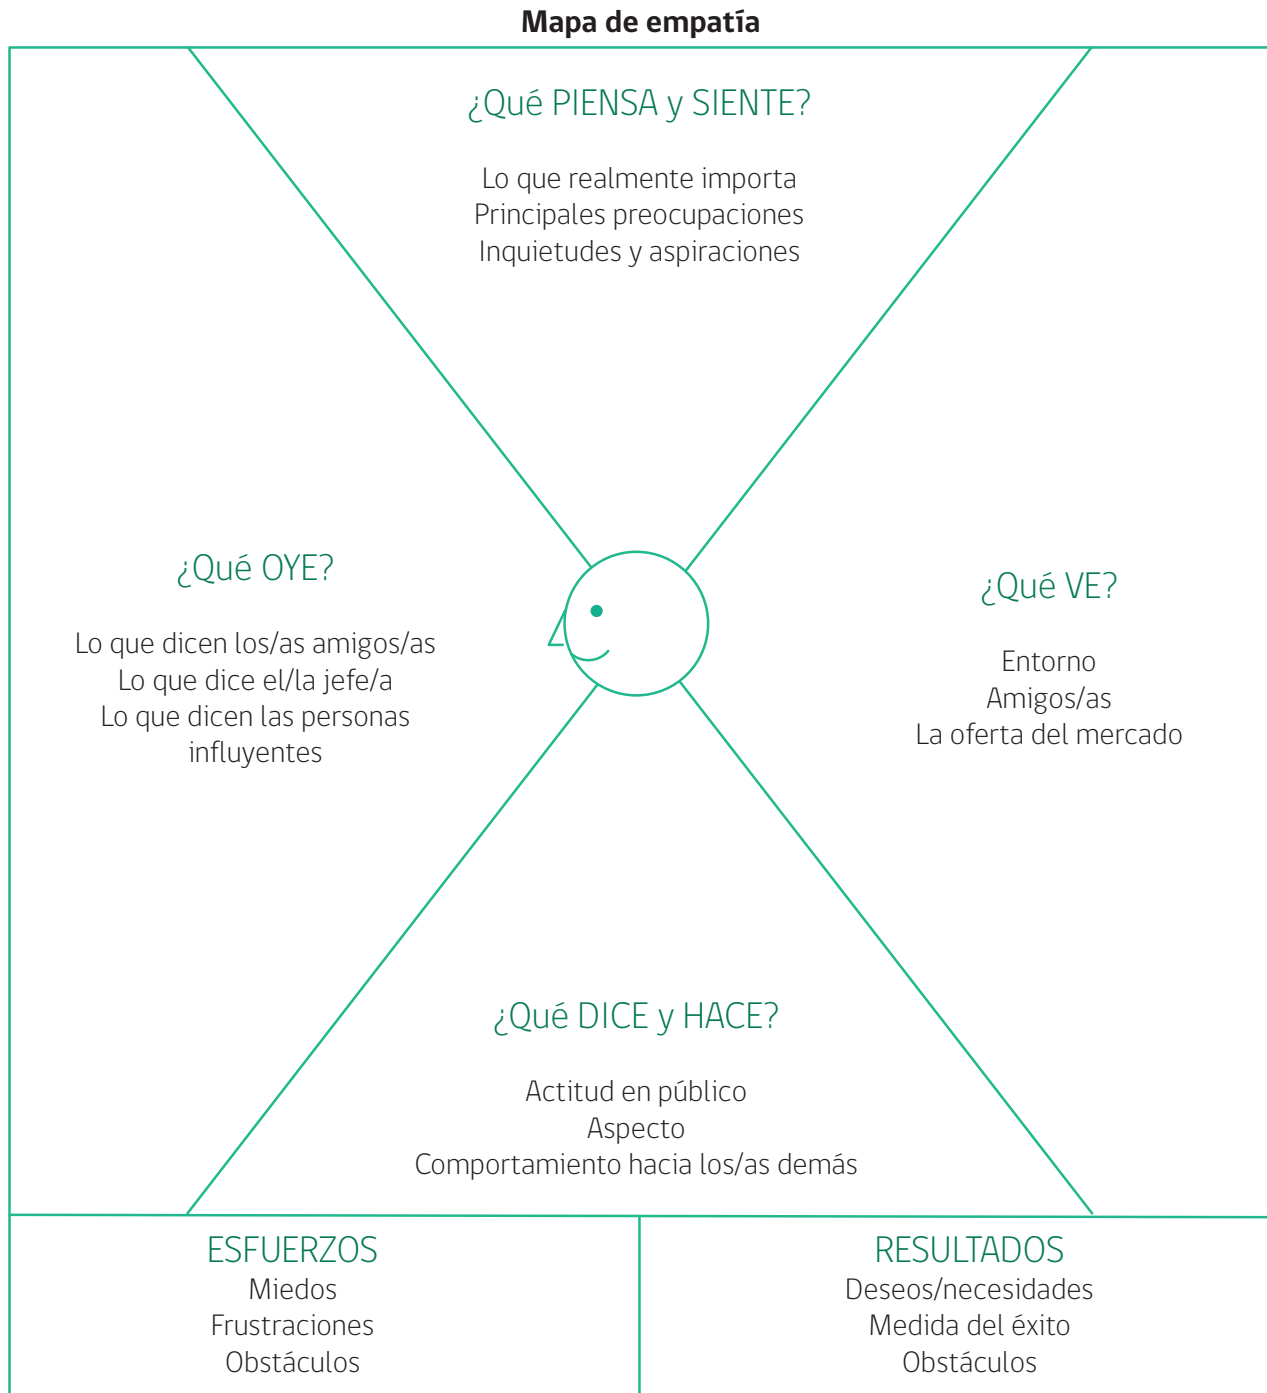 Mapa de empatía
¿Qué PIENSA y SIENTE?
Lo que realmente importa
Principales preocupaciones
Inquietudes y aspiraciones
¿Qué OYE?
Lo que dicen los/as amigos/as
Lo que dice el/la jefe/a
Lo que dicen las personas
influyentes
¿Qué VE?
Entorno
Amigos/as
La oferta del mercado
¿Qué DICE y HACE?
Actitud en público
Aspecto
Comportamiento hacia los/as demás
ESFUERZOS
Miedos
Frustraciones
Obstáculos
RESULTADOS
Deseos/necesidades
Medida del éxito
Obstáculos